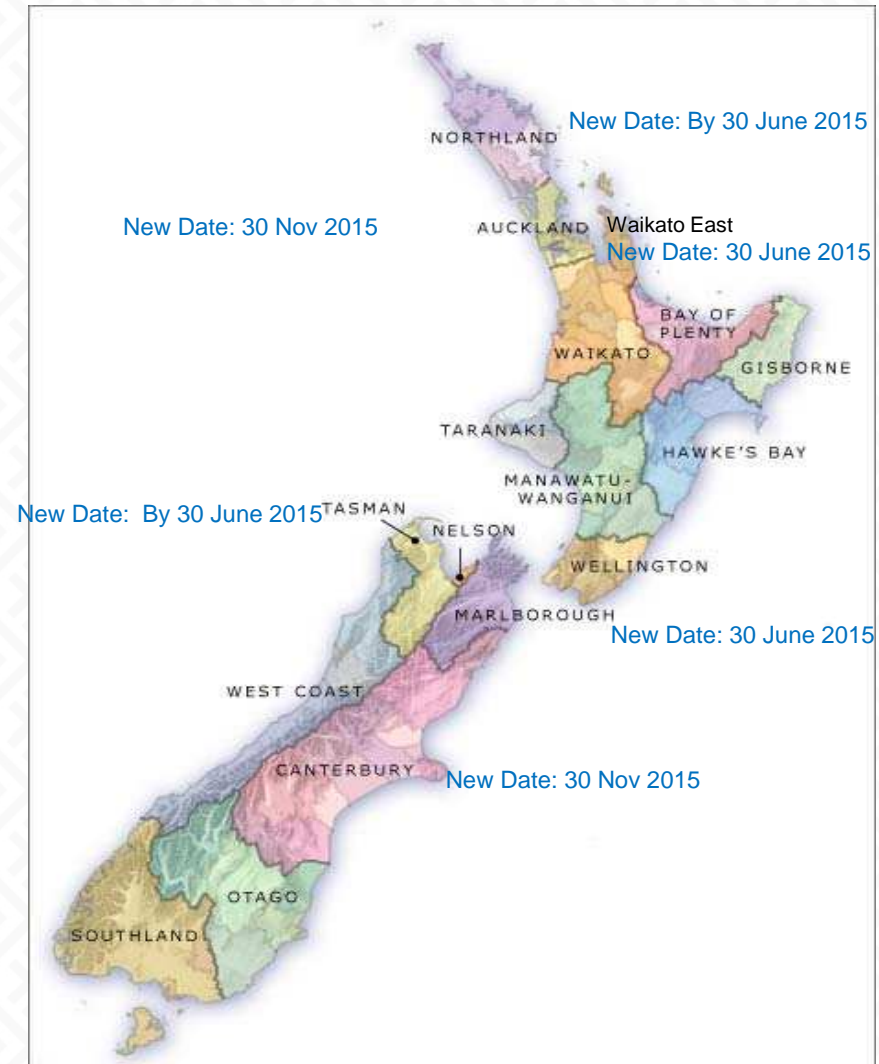 New Date: By 30 June 2015
NORTHLAND
New Date: 30 Nov 2015
AUCKLAND
Waikato East
New Date: 30 June 2015
BAY OF
PLENTY
WAIKATO
GISBORNE
TARANAKI
HAWKE'S BAY
MANAWATU-
WANGANUI
New Date:  By 30 June 2015
TASMAN
NELSON
WELLINGTON
MARLBOROUGH
New Date: 30 June 2015
WEST COAST
CANTERBURY
New Date: 30 Nov 2015
OTAGO
SOUTHLAND